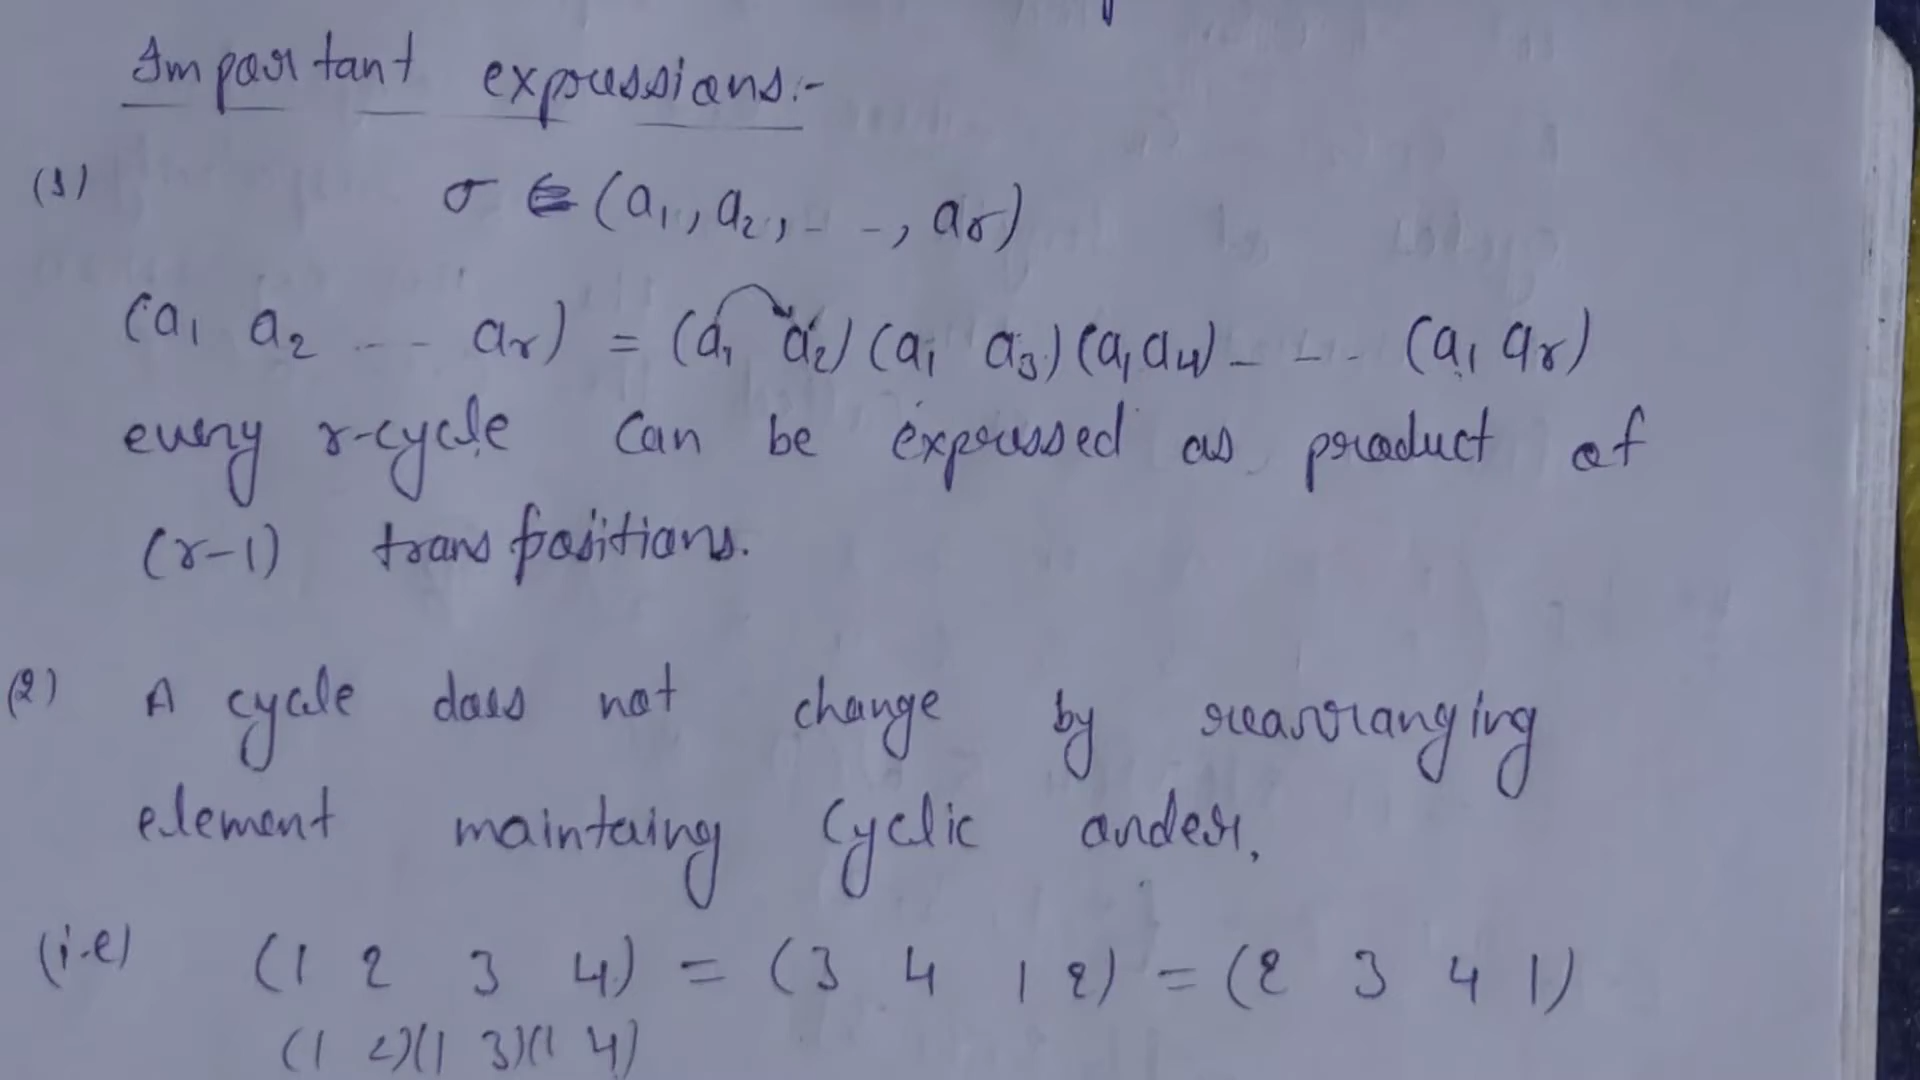 Important expressions:-
(1) σ ∈ (a₁, a₂, - - -, aᵣ)
(a₁ a₂ - - - aᵣ) = (a₁ a₂) (a₁ a₃) (a₁ a₄) - - - (a₁ aᵣ)
every r-cycle can be expressed as product of
(r-1) transpositions.
(2) A cycle does not change by rearranging
element maintaing cyclic order.
(i.e) (1 2 3 4) = (3 4 1 2) = (2 3 4 1)
(1 2)(1 3)(1 4)